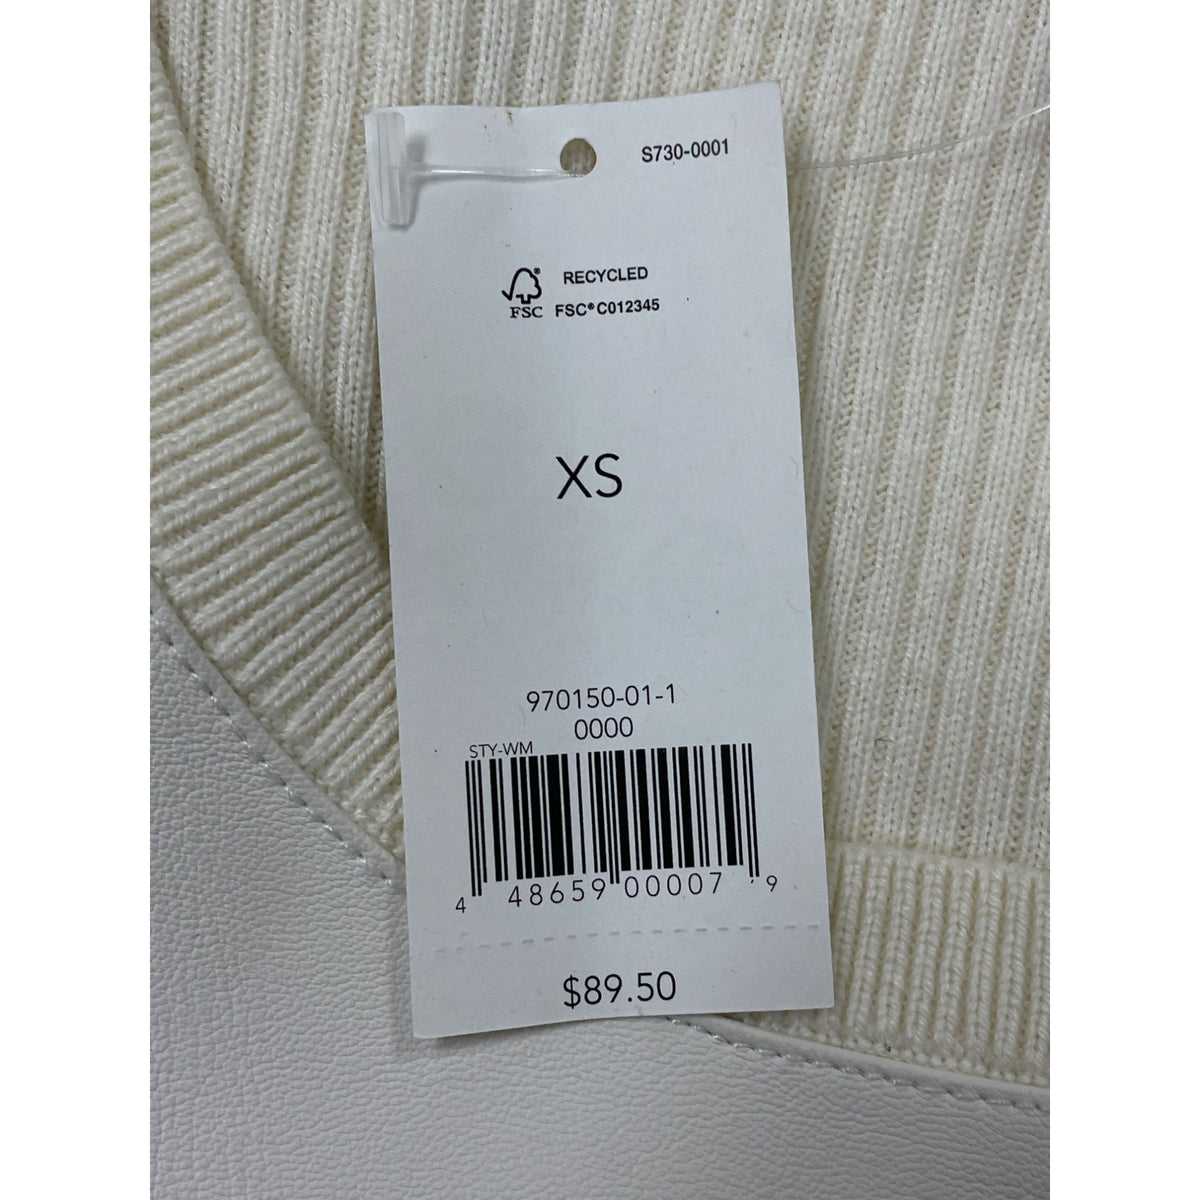 S730-0001
RECYCLED
FSC FSC® C012345
XS
970150-01-1
0000
STY-WM
4 48659 00007 9
$89.50